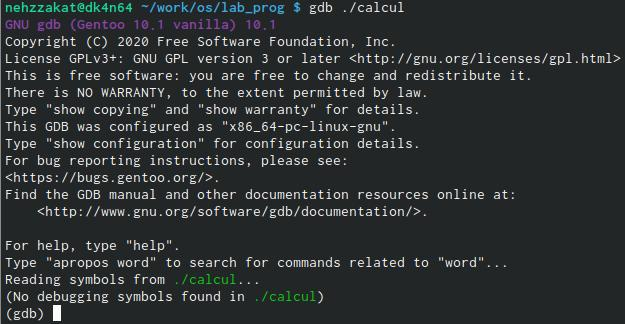 nehzzakat@dk4n64 ~/work/os/lab_prog $ gdb ./calcul
GNU gdb (Gentoo 10.1 vanilla) 10.1
Copyright (C) 2020 Free Software Foundation, Inc.
License GPLv3+: GNU GPL version 3 or later <http://gnu.org/licenses/gpl.html>
This is free software: you are free to change and redistribute it.
There is NO WARRANTY, to the extent permitted by law.
Type "show copying" and "show warranty" for details.
This GDB was configured as "x86_64-pc-linux-gnu".
Type "show configuration" for configuration details.
For bug reporting instructions, please see:
<https://bugs.gentoo.org/>.
Find the GDB manual and other documentation resources online at:
    <http://www.gnu.org/software/gdb/documentation/>.

For help, type "help".
Type "apropos word" to search for commands related to "word"...
Reading symbols from ./calcul...
(No debugging symbols found in ./calcul)
(gdb)